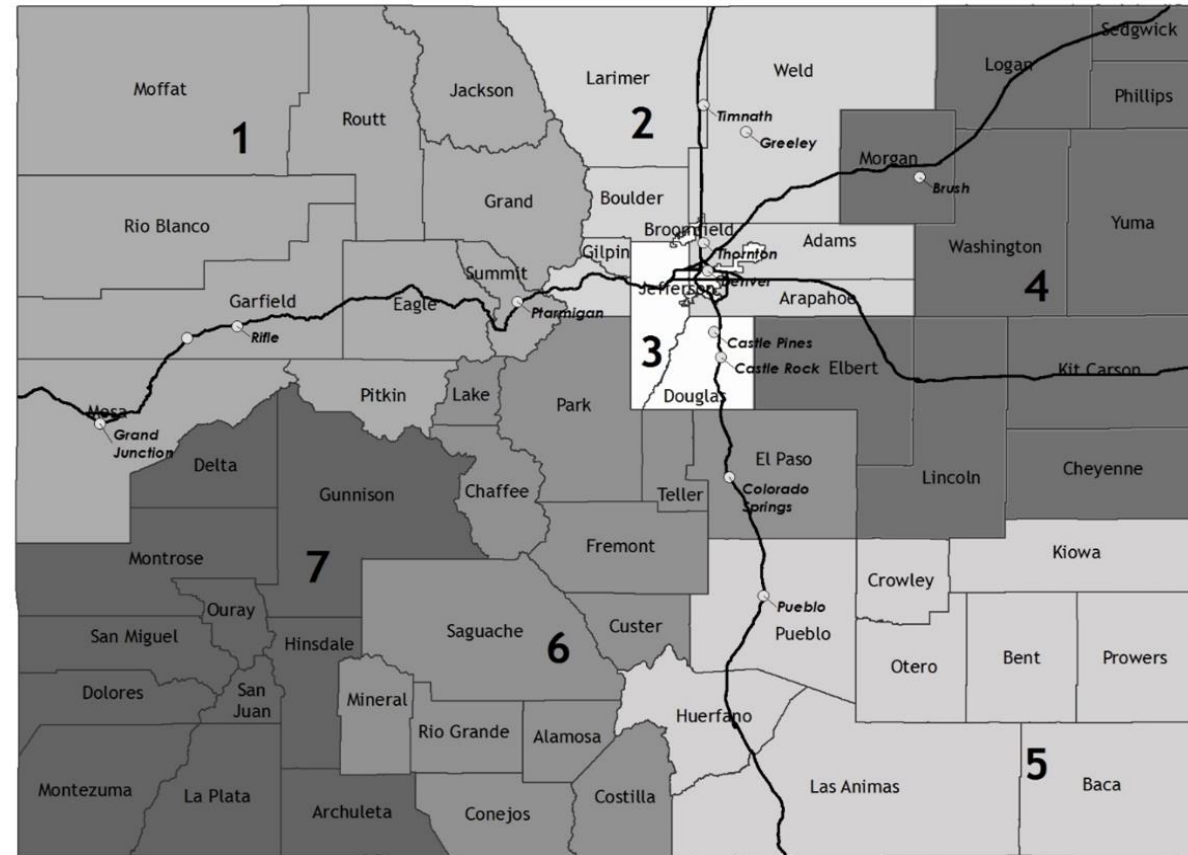 Sedgwick
Logan
Larimer
Weld
Moffat
Jackson
Phillips
Routt
2
1
Timnath
Greeley
Morgan
Brush
Boulder
Grand
Rio Blanco
Yuma
Broomfield
Adams
Washington
Gilpin
Thornton
Summit
Denver
4
Jefferson
Arapahoe
Garfield
Eagle
Ptarmigan
Rifle
Castle Pines
3
Castle Rock
Elbert
Kit Carson
Pitkin
Lake
Douglas
Park
Mesa
Grand
Junction
Delta
El Paso
Cheyenne
Gunnison
Chaffee
Teller
Colorado
Springs
Lincoln
Fremont
Montrose
7
Kiowa
Crowley
Ouray
Pueblo
San Miguel
Hinsdale
Saguache
6
Custer
Pueblo
Otero
Bent
Prowers
Dolores
San
Juan
Mineral
Huerfano
Rio Grande
Alamosa
5
Montezuma
La Plata
Costilla
Las Animas
Baca
Archuleta
Conejos